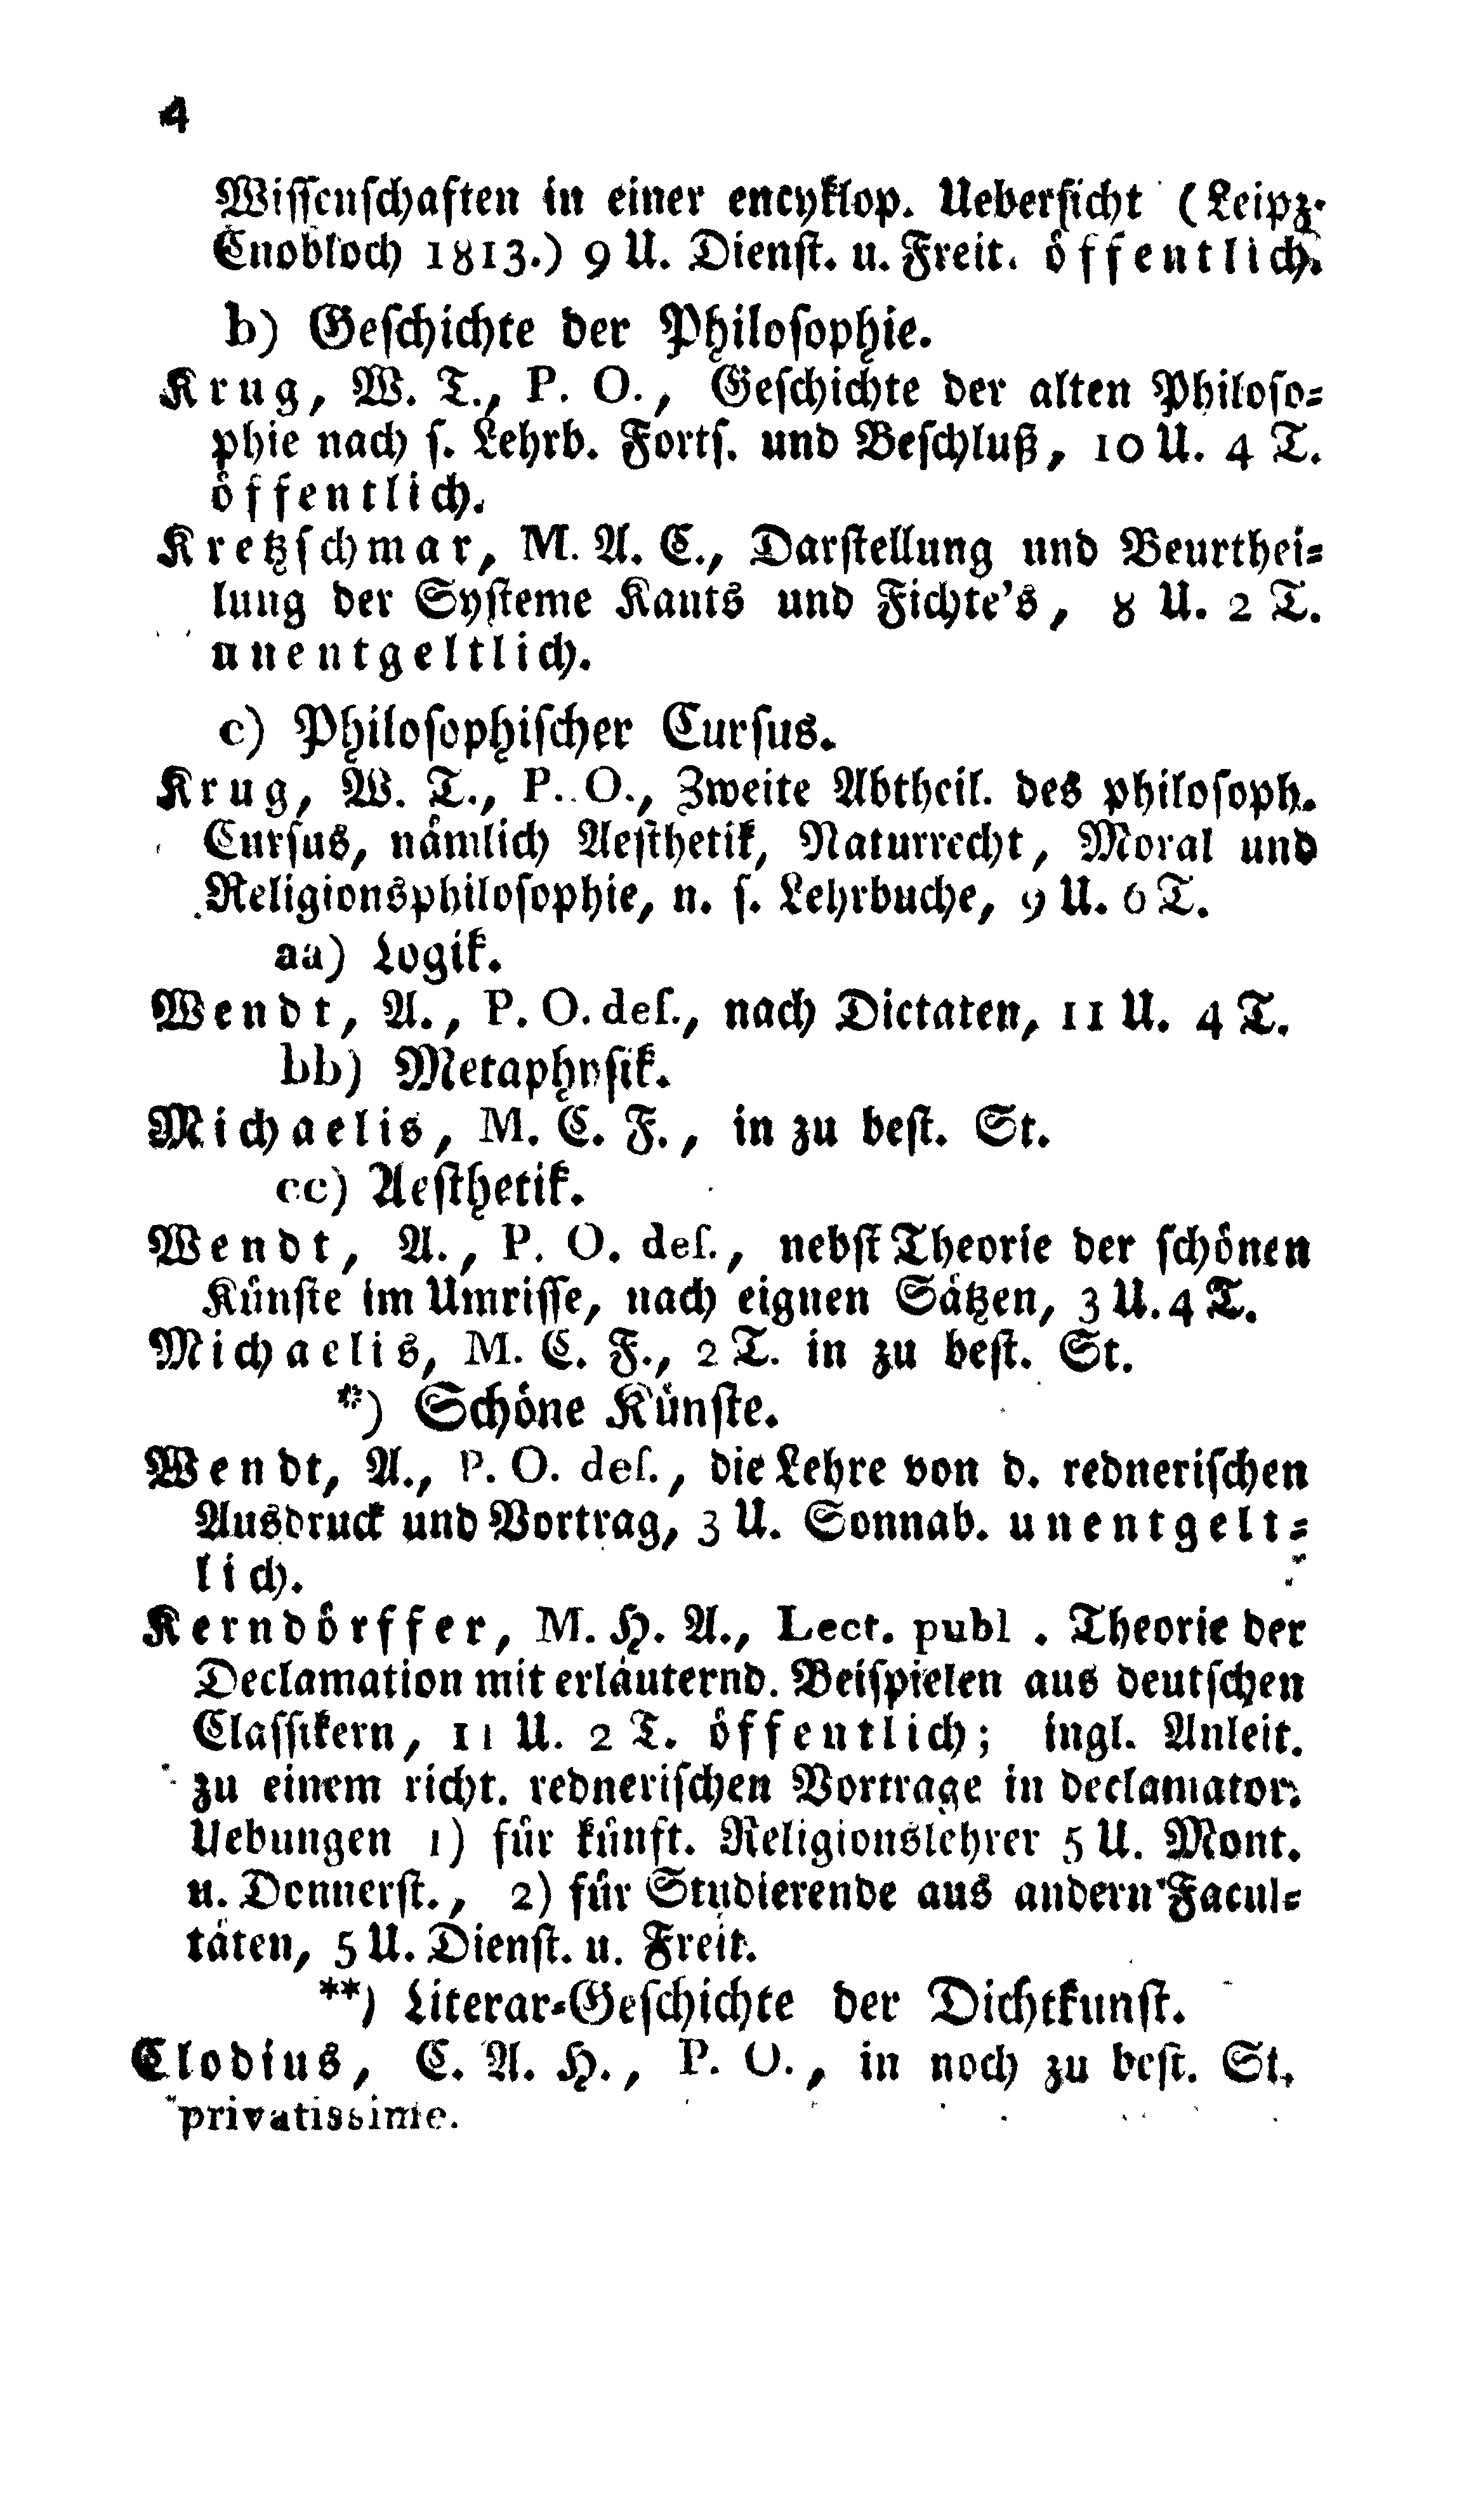 4
Wiſſenſchaften in einer encyklop. Ueberſicht (Leipz.
Cnobloch 1813.) 9 U. Dienſt. u. Freit. öffentlich.
b) Geſchichte der Philoſophie.
Krug, W. T., P. O., Geſchichte der alten Philoſo-
phie nach ſ. Lehrb. Fortſ. und Beſchluß, 10 U. 4 T.
öffentlich.
Kretzſchmar, M. A. C., Darſtellung und Beurthei-
lung der Syſteme Kants und Fichte's, 8 U. 2 T.
unentgeltlich.
c) Philoſophiſcher Curſus.
Krug, W. T., P. O., Zweite Abtheil. des philoſoph.
Curſus, nämlich Aeſthetik, Naturrecht, Moral und
Religionsphiloſophie, n. ſ. Lehrbuche, 9 U. 6 T.
aa) Logik.
Wendt, A., P. O. deſ., nach Dictaten, 11 U. 4 T.
bb) Metaphyſik.
Michaelis, M. C. F., in zu beſt. St.
cc) Aeſthetik.
Wendt, A., P. O. deſ., nebſt Theorie der ſchönen
Künſte im Umriſſe, nach eignen Sätzen, 3 U. 4 T.
Michaelis, M. C. F., 2 T. in zu beſt. St.
*) Schöne Künſte.
Wendt, A., P. O. deſ., die Lehre von d. redneriſchen
Ausdruck und Vortrag, 3 U. Sonnab. unentgelt-
lich.
Kerndörffer, M. H. A., Lect. publ . Theorie der
Declamation mit erläuternd. Beiſpielen aus deutſchen
Claſſikern, 11 U. 2 T. öffentlich; ingl. Anleit.
zu einem richt. redneriſchen Vortrage in declamator.
Uebungen 1) für künft. Religionslehrer 5 U. Mont.
u. Donnerſt., 2) für Studierende aus andern Facul-
täten, 5 U. Dienſt. u. Freit.
**) Literar-Geſchichte der Dichtkunſt.
Clodius, C. A. H., P. O., in noch zu beſt. St.
privatissime.